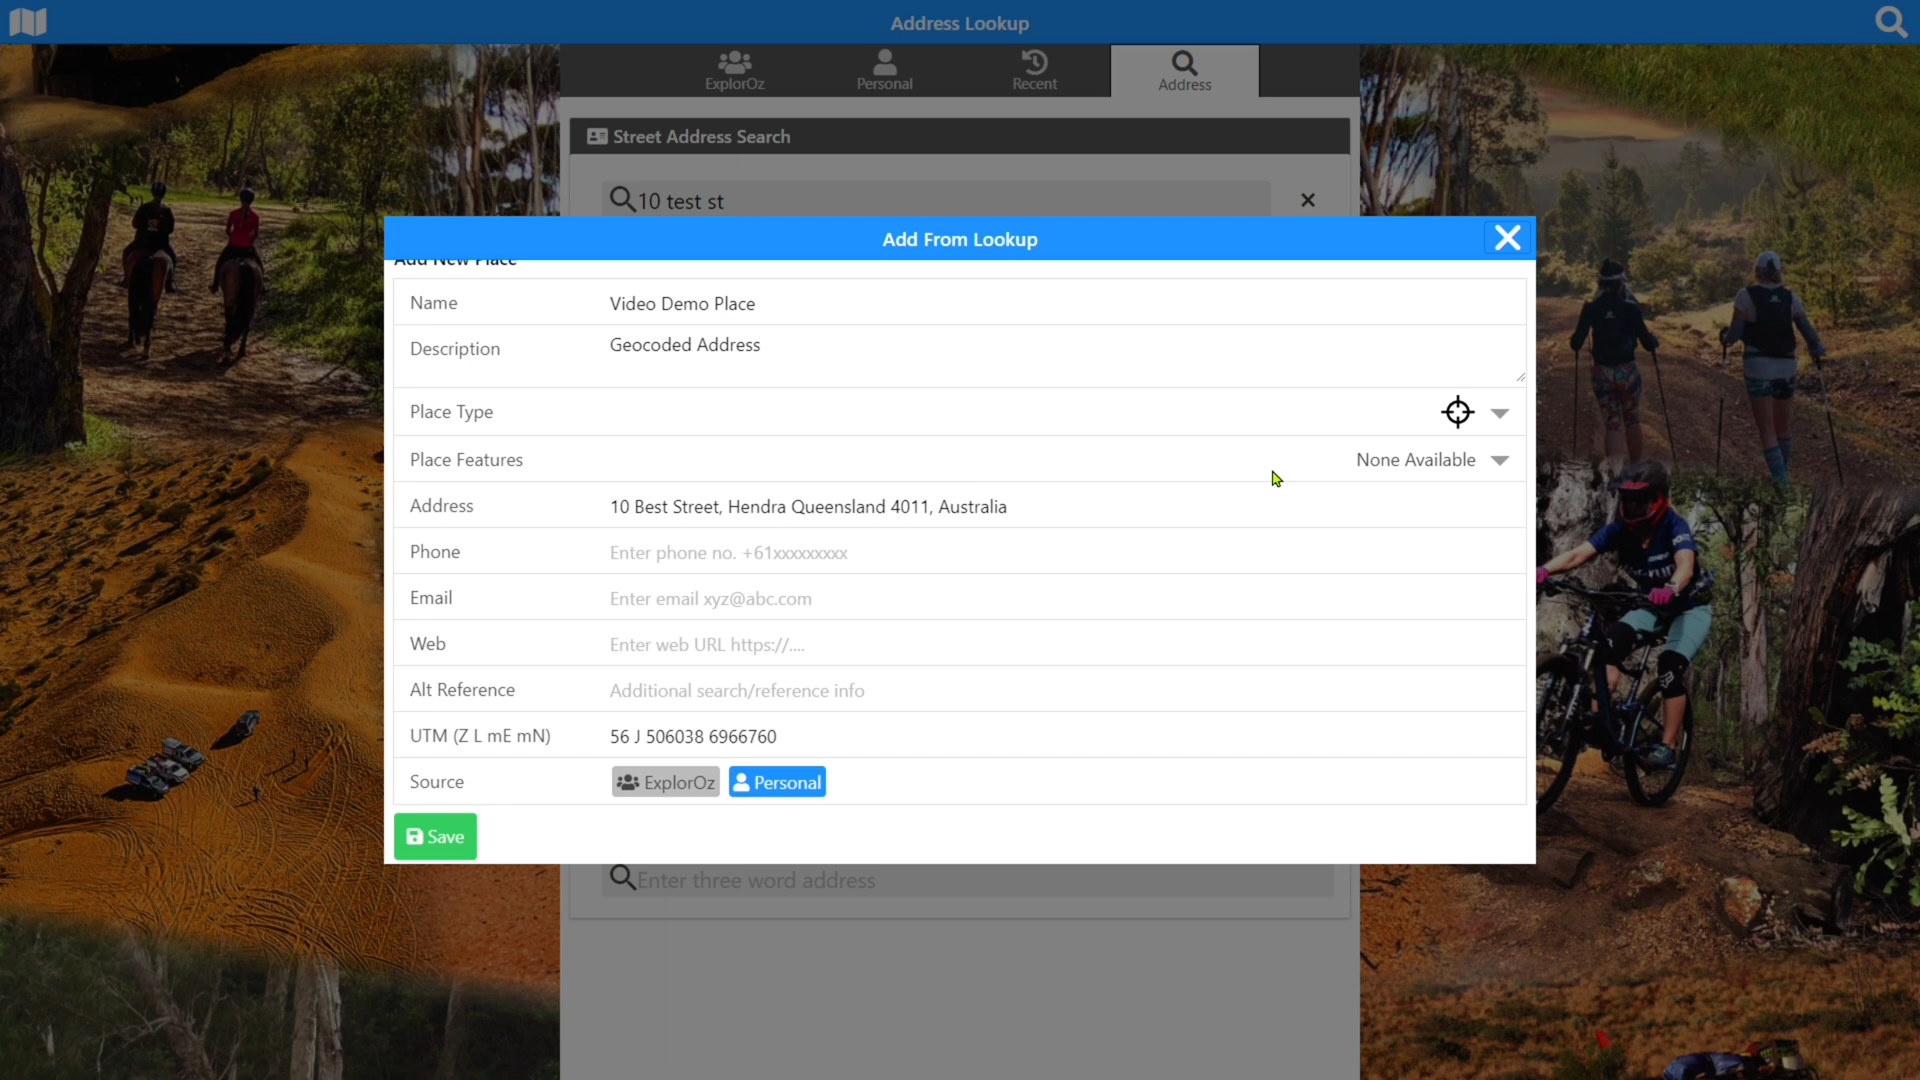 Address Lookup
ExplorOz
Personal
Recent
Address
Street Address Search
10 test st
Add From Lookup
Add New Place
Name Video Demo Place
Description Geocoded Address
Place Type
Place Features None Available
Address 10 Best Street, Hendra Queensland 4011, Australia
Phone Enter phone no. +61xxxxxxxxx
Email Enter email xyz@abc.com
Web Enter web URL https://....
Alt Reference Additional search/reference info
UTM (Z L mE mN) 56 J 506038 6966760
Source ExplorOz Personal
Save
Enter three word address